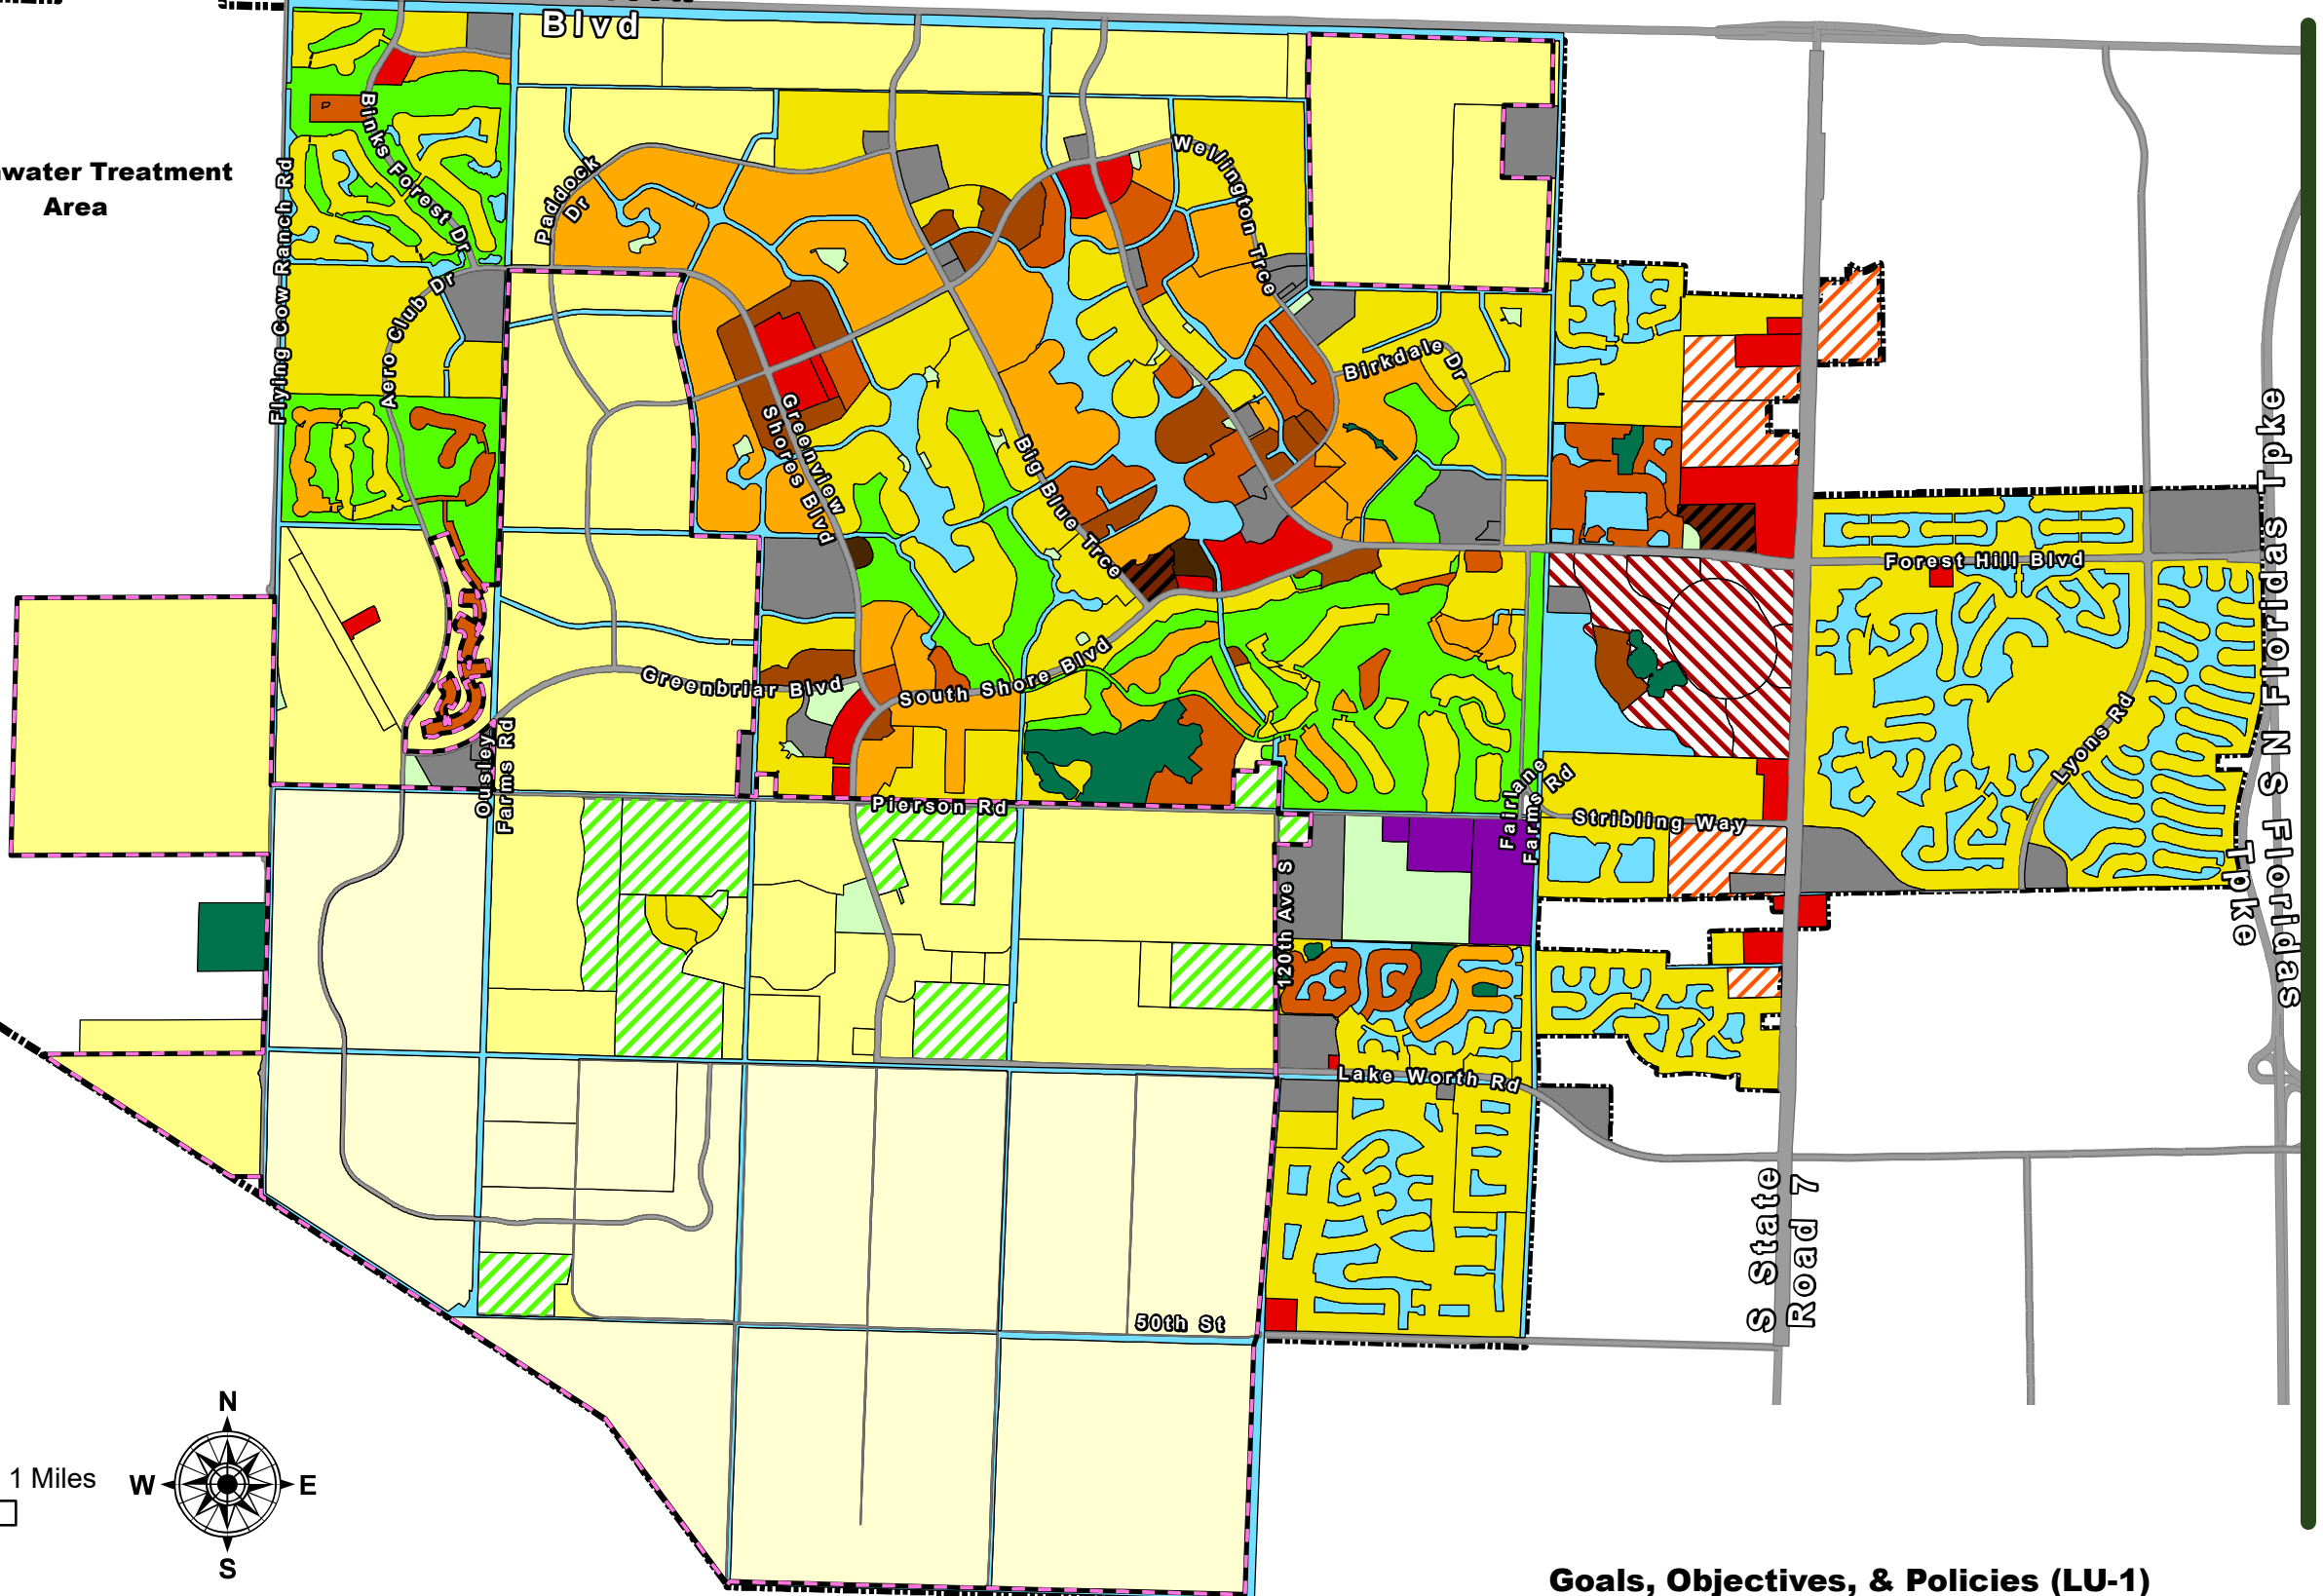 Blvd
water Treatment
Area
Flying Cow Ranch Rd
Binks Forest Dr
Paddock
Dr
Wellington Trce
Aero Club Dr
Birkdale Dr
Greenview
Shores Blvd
Big Blue Trce
Forest Hill Blvd
S N Floridas Tpke
Greenbriar Blvd
South Shore Blvd
Lyons Rd
Ousley
Farms Rd
Pierson Rd
Fairlane
Farms Rd
Stribling Way
120th Ave S
S N Floridas
Tpke
Lake Worth Rd
S State
Road 7
50th St
N
W
E
S
1 Miles
Goals, Objectives, & Policies (LU-1)